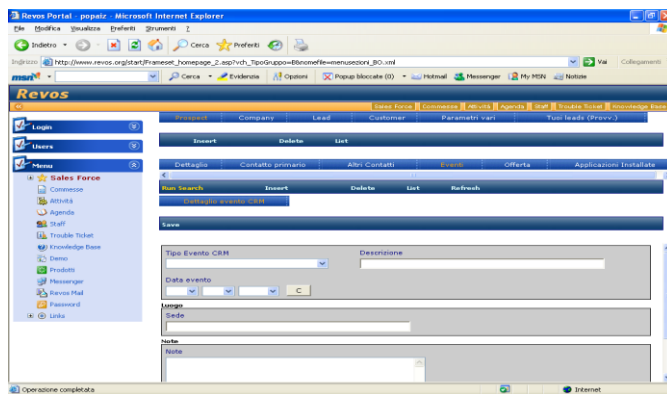 Revos Portal - popaiz - Microsoft Internet Explorer
File Modifica Visualizza Preferiti Strumenti ?
Indietro Cerca Preferiti
Indirizzo http://www.revos.org/start/Frameset_homepage_2.asp?vch_TipoGruppo=B&nomefile=menusezioni_BO.xml Vai Collegamenti
msn Cerca Evidenzia Opzioni Popup bloccate (0) Hotmail Messenger My MSN Notizie
Revos
Sales Force Commesse Attività Agenda Staff Trouble Ticket Knowledge Base
Prospect Company Lead Customer Parametri vari Tuoi leads (Provv.)
Login
Insert Delete List
Users
Menu
Dettaglio Contatto primario Altri Contatti Eventi Offerta Applicazioni Installate
Sales Force
Commesse
Attività
Agenda
Staff
Trouble Ticket
Knowledge Base
Demo
Prodotti
Messenger
Revos Mail
Password
Links
Run Search Insert Delete List Refresh
Dettaglio evento CRM
Save
Tipo Evento CRM Descrizione
Data evento
C
Luogo
Sede
Note
Note
Operazione completata Internet